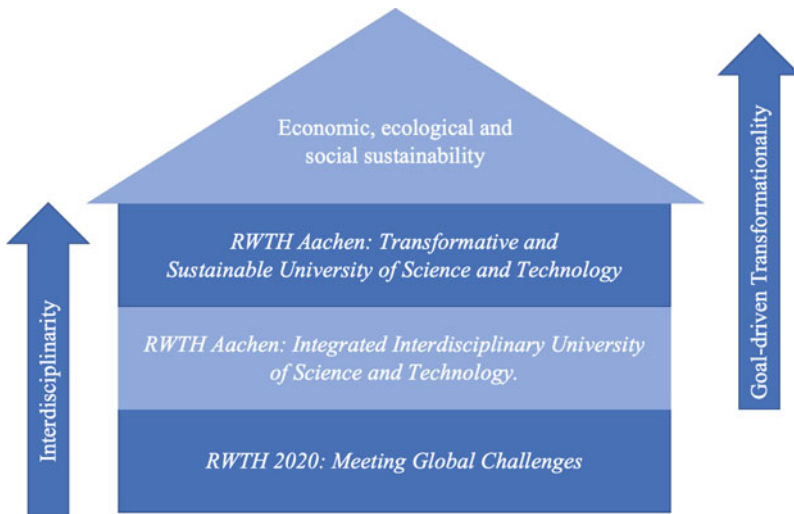 Economic, ecological and
social sustainability
RWTH Aachen: Transformative and
Sustainable University of Science and Technology
RWTH Aachen: Integrated Interdisciplinary University
of Science and Technology.
RWTH 2020: Meeting Global Challenges
Interdisciplinarity
Goal-driven Transformationality